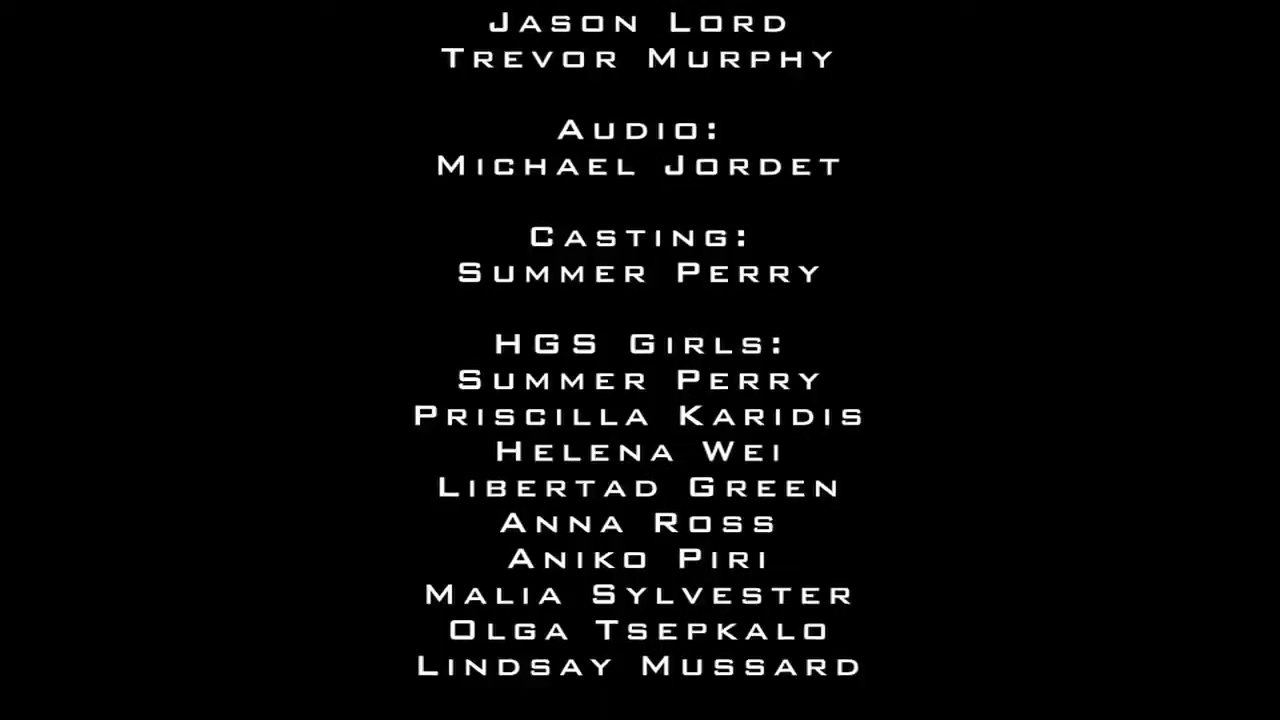 Jason Lord
Trevor Murphy
Audio:
Michael Jordet
Casting:
Summer Perry
HGS Girls:
Summer Perry
Priscilla Karidis
Helena Wei
Libertad Green
Anna Ross
Aniko Piri
Malia Sylvester
Olga Tsepkalo
Lindsay Mussard